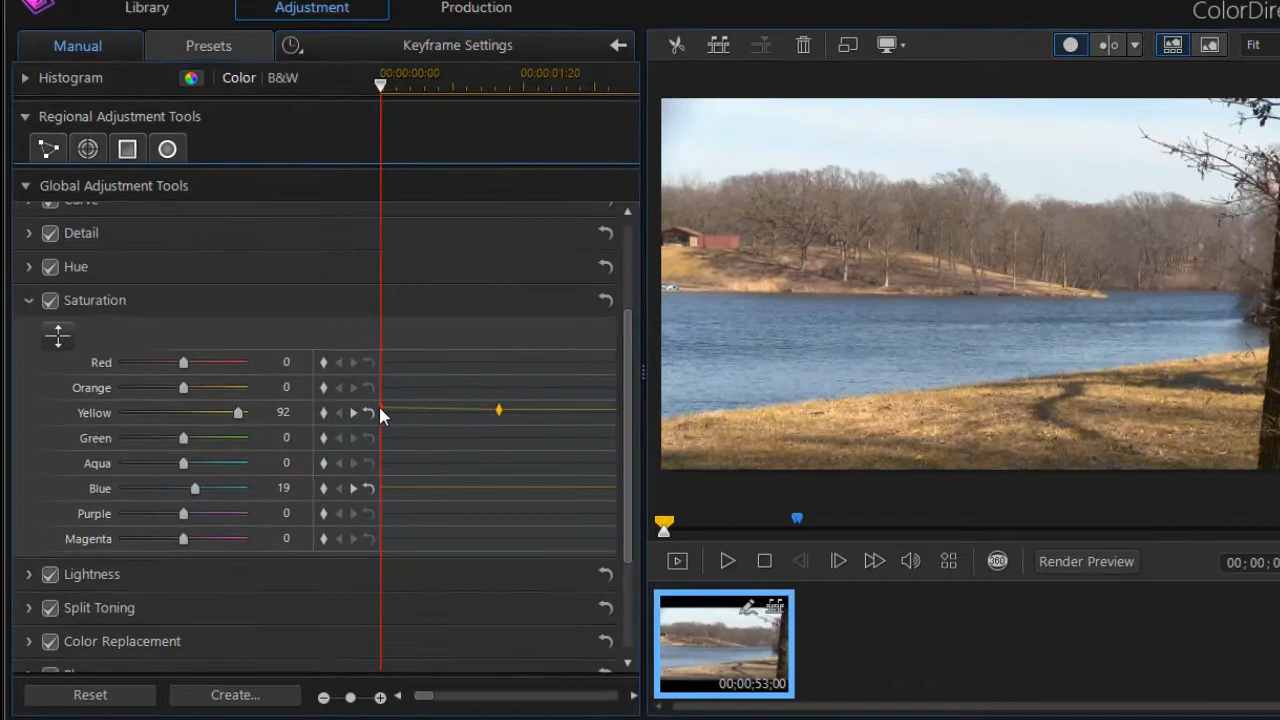 Library Adjustment Production ColorDire
Manual Presets Keyframe Settings Fit
Histogram Color B&W 00:00:00:00 00:00:01:20
Regional Adjustment Tools
Global Adjustment Tools
Curve
Detail
Hue
Saturation
Red 0
Orange 0
Yellow 92
Green 0
Aqua 0
Blue 19
Purple 0
Magenta 0
360 Render Preview 00; 00; 0
Lightness
Split Toning
Color Replacement
00;00;53;00
Reset Create...